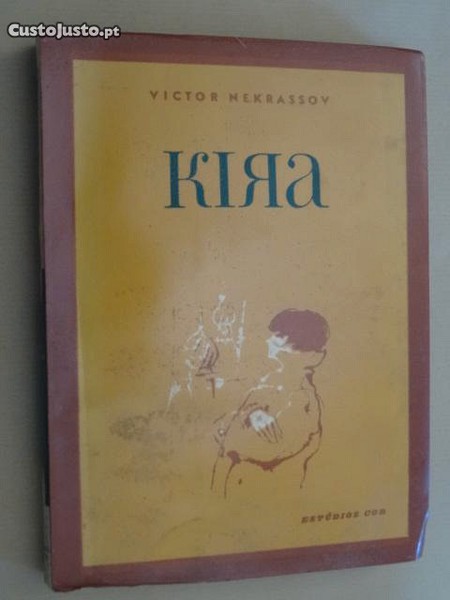 CustoJusto.pt
VICTOR NEKRASSOV
KIЯA
ESTÚDIOS COR